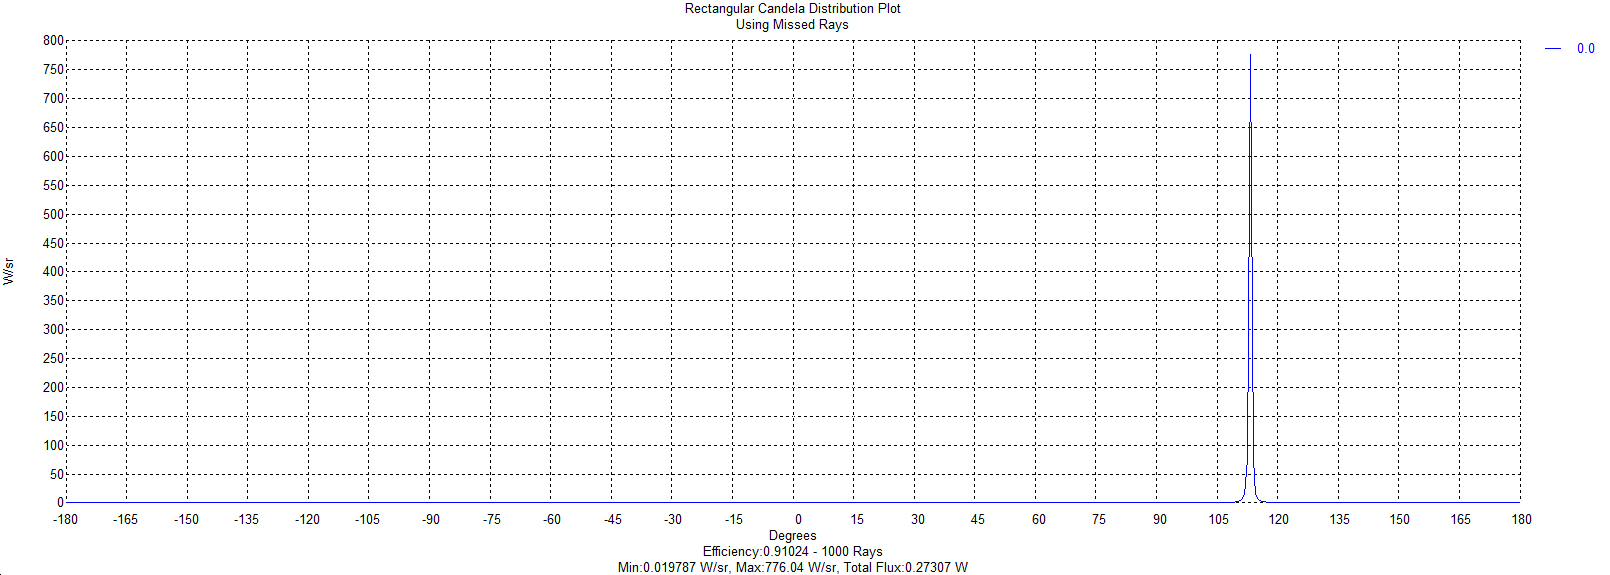 Rectangular Candela Distribution Plot
Using Missed Rays
800
750
700
650
600
550
500
450
400
350
300
250
200
150
100
50
0
W/sr
-180 -165 -150 -135 -120 -105 -90 -75 -60 -45 -30 -15 0 15 30 45 60 75 90 105 120 135 150 165 180
Degrees
Efficiency:0.91024 - 1000 Rays
Min:0.019787 W/sr, Max:776.04 W/sr, Total Flux:0.27307 W
0.0